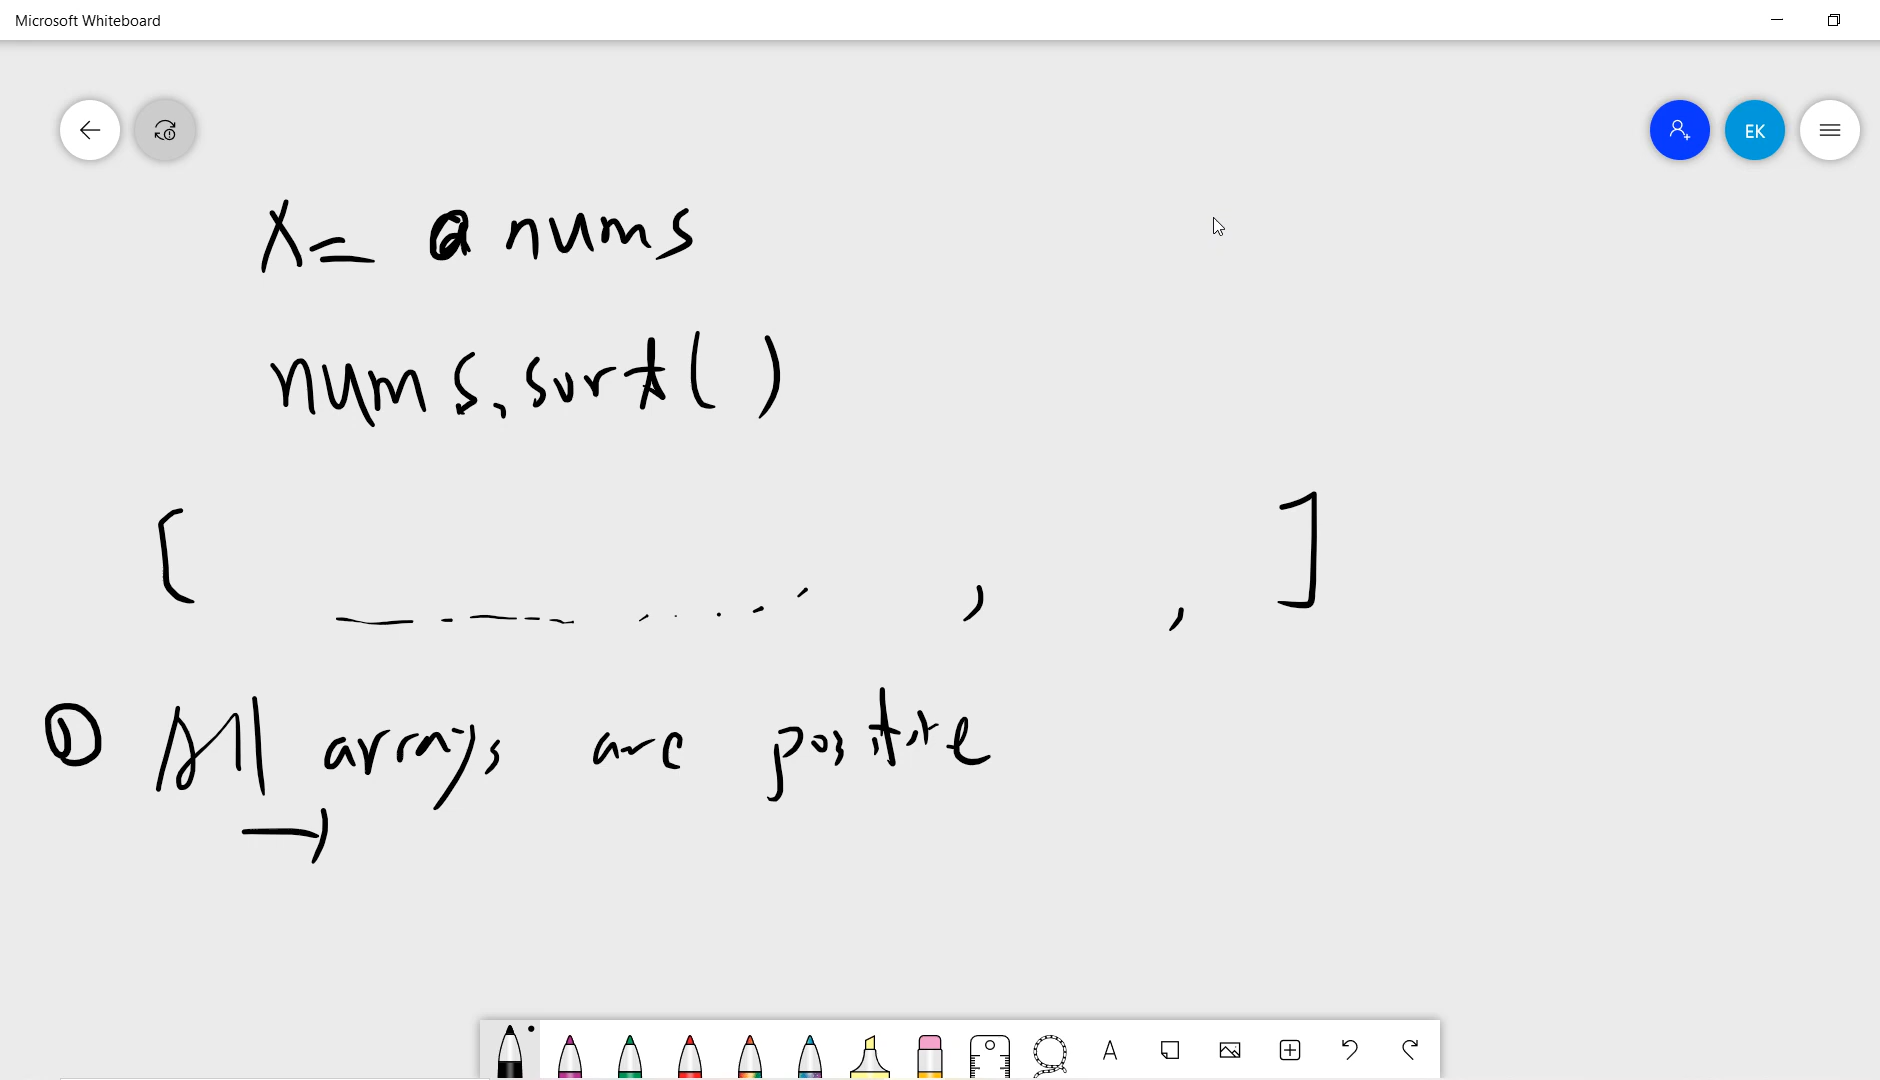 Microsoft Whiteboard
EK
X = a nums
nums.sort()
[ , , ]
① All arrays are positive
→
A